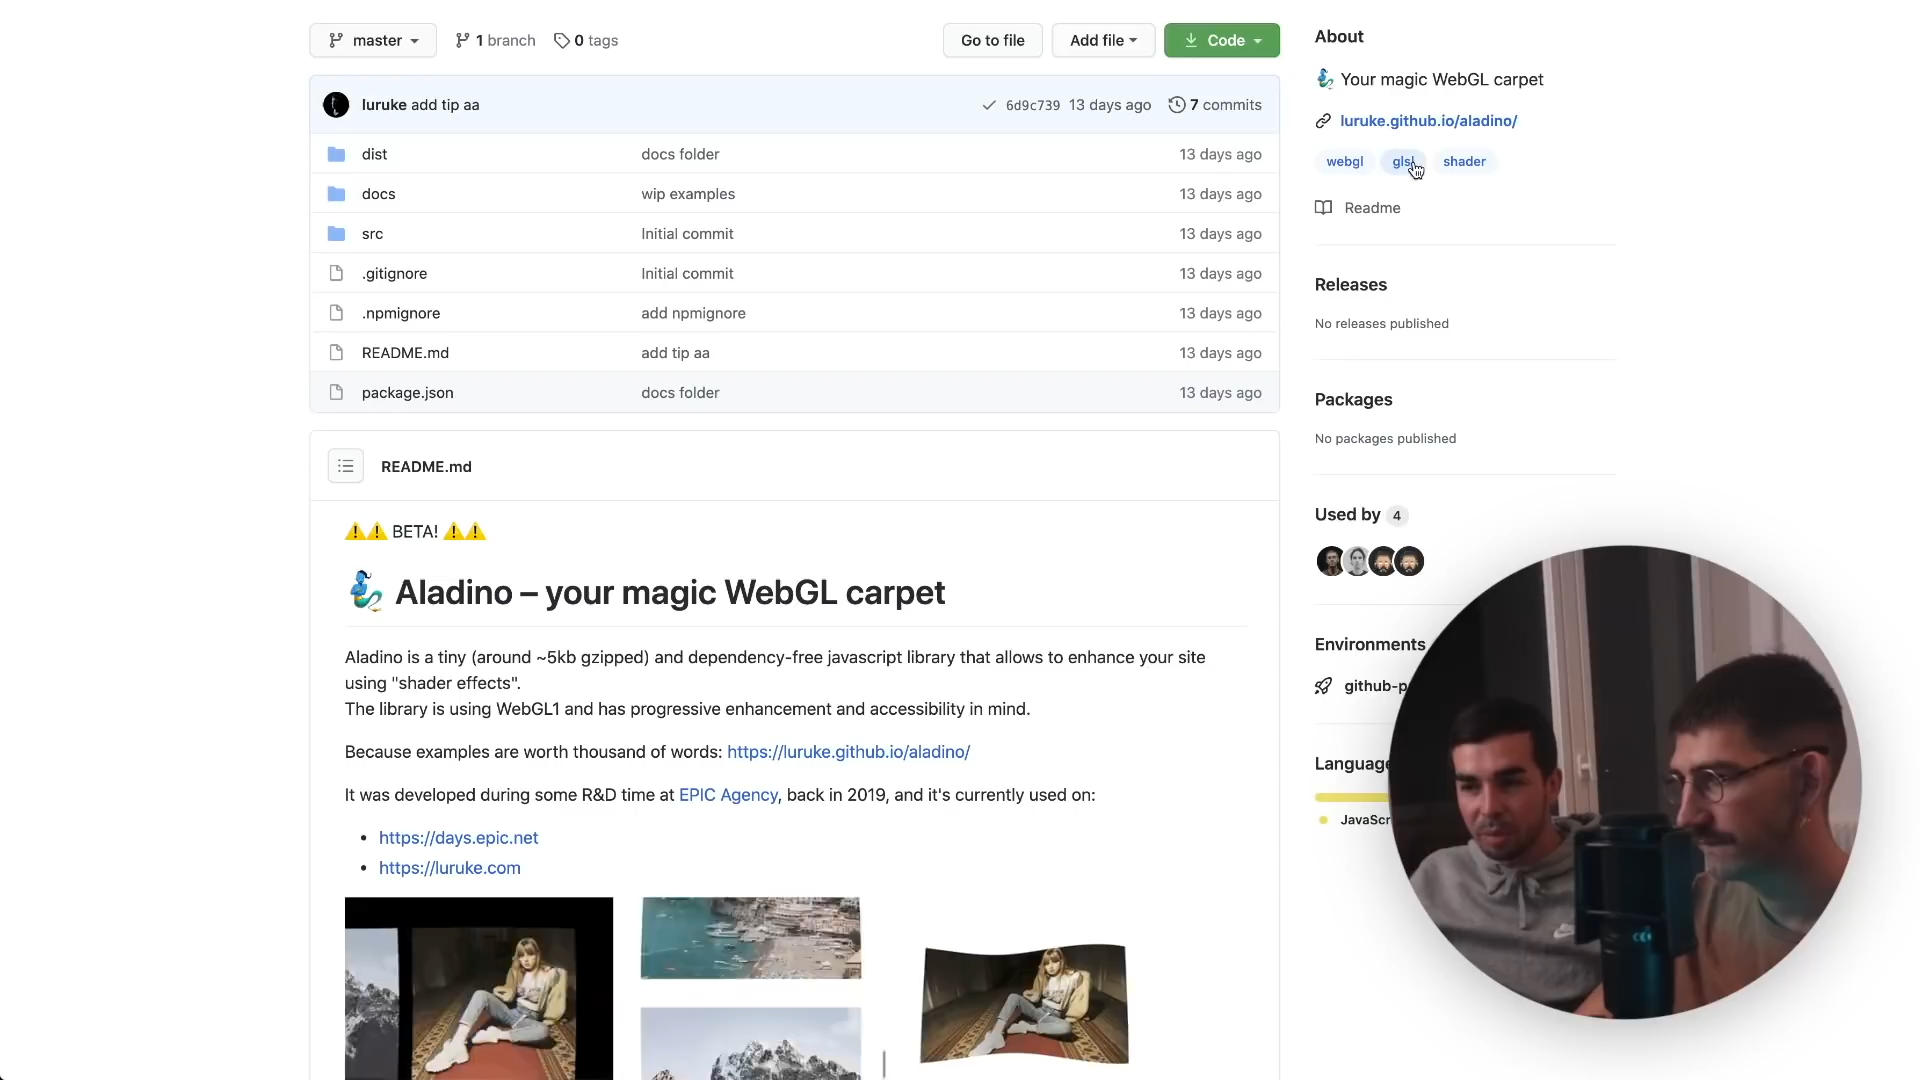 master
1 branch
0 tags
Go to file
Add file
Code
luruke add tip aa
6d9c739 13 days ago
7 commits
dist docs folder 13 days ago
docs wip examples 13 days ago
src Initial commit 13 days ago
.gitignore Initial commit 13 days ago
.npmignore add npmignore 13 days ago
README.md add tip aa 13 days ago
package.json docs folder 13 days ago
README.md
BETA!
Aladino – your magic WebGL carpet
Aladino is a tiny (around ~5kb gzipped) and dependency-free javascript library that allows to enhance your site
using "shader effects".
The library is using WebGL1 and has progressive enhancement and accessibility in mind.
Because examples are worth thousand of words: https://luruke.github.io/aladino/
It was developed during some R&D time at EPIC Agency, back in 2019, and it's currently used on:
https://days.epic.net
https://luruke.com
About
Your magic WebGL carpet
luruke.github.io/aladino/
webgl glsl shader
Readme
Releases
No releases published
Packages
No packages published
Used by 4
Environments
github-p
Language
JavaScr